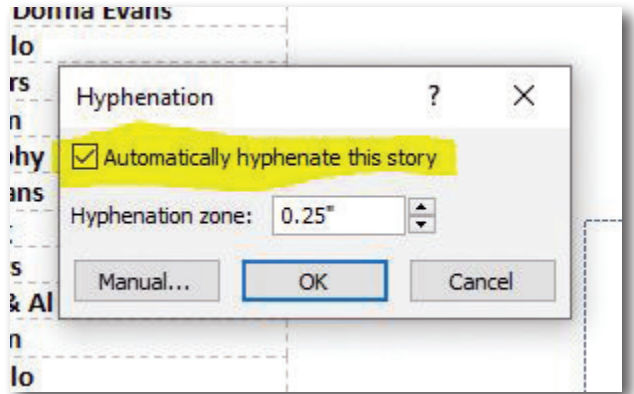 Donna Evans
lo
rs
Hyphenation ? ×
n
hy
Automatically hyphenate this story
ans
Hyphenation zone: 0.25"
s
Manual... OK Cancel
& Al
n
lo